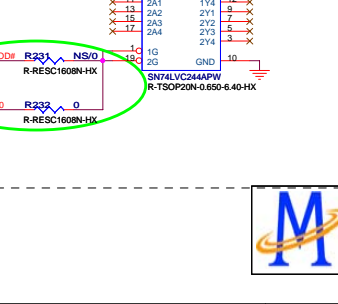 2A1 1Y4
13 2A2 2Y1 9
15 2A3 2Y2 7
17 2A4 2Y3 5
2Y4 3
1 1G
19 2G GND 10
OD# R231 NS/0
R-RESC1608N-HX
SN74LVC244APW
R-TSOP20N-0.650-6.40-HX
0 R232 0
R-RESC1608N-HX
M